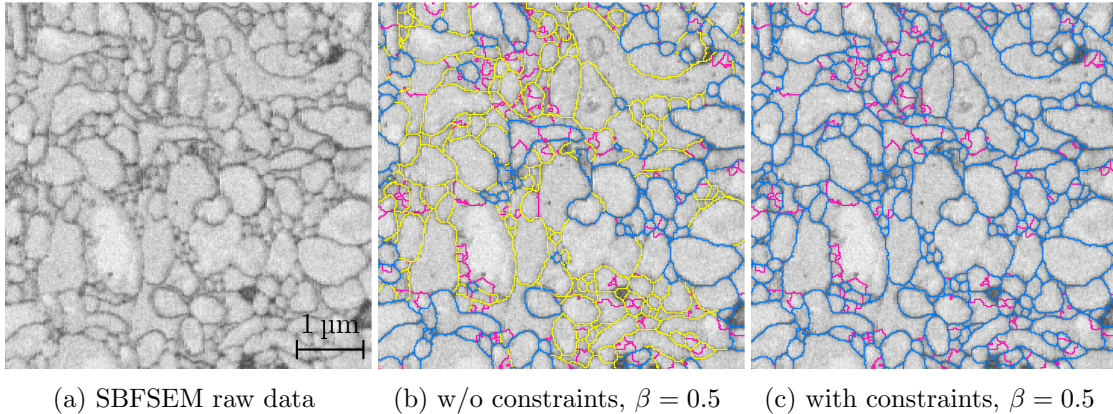 1 µm
(a) SBFSEM raw data
(b) w/o constraints, β = 0.5
(c) with constraints, β = 0.5